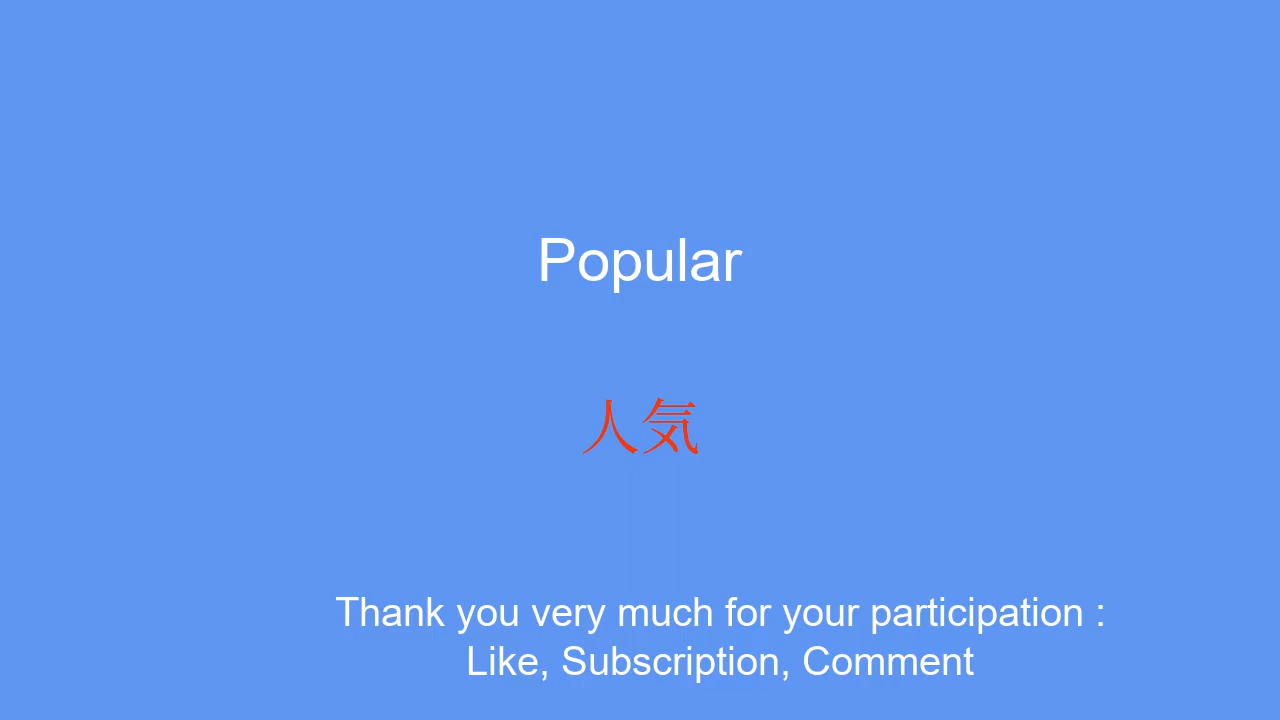 Popular
人気
Thank you very much for your participation :
Like, Subscription, Comment